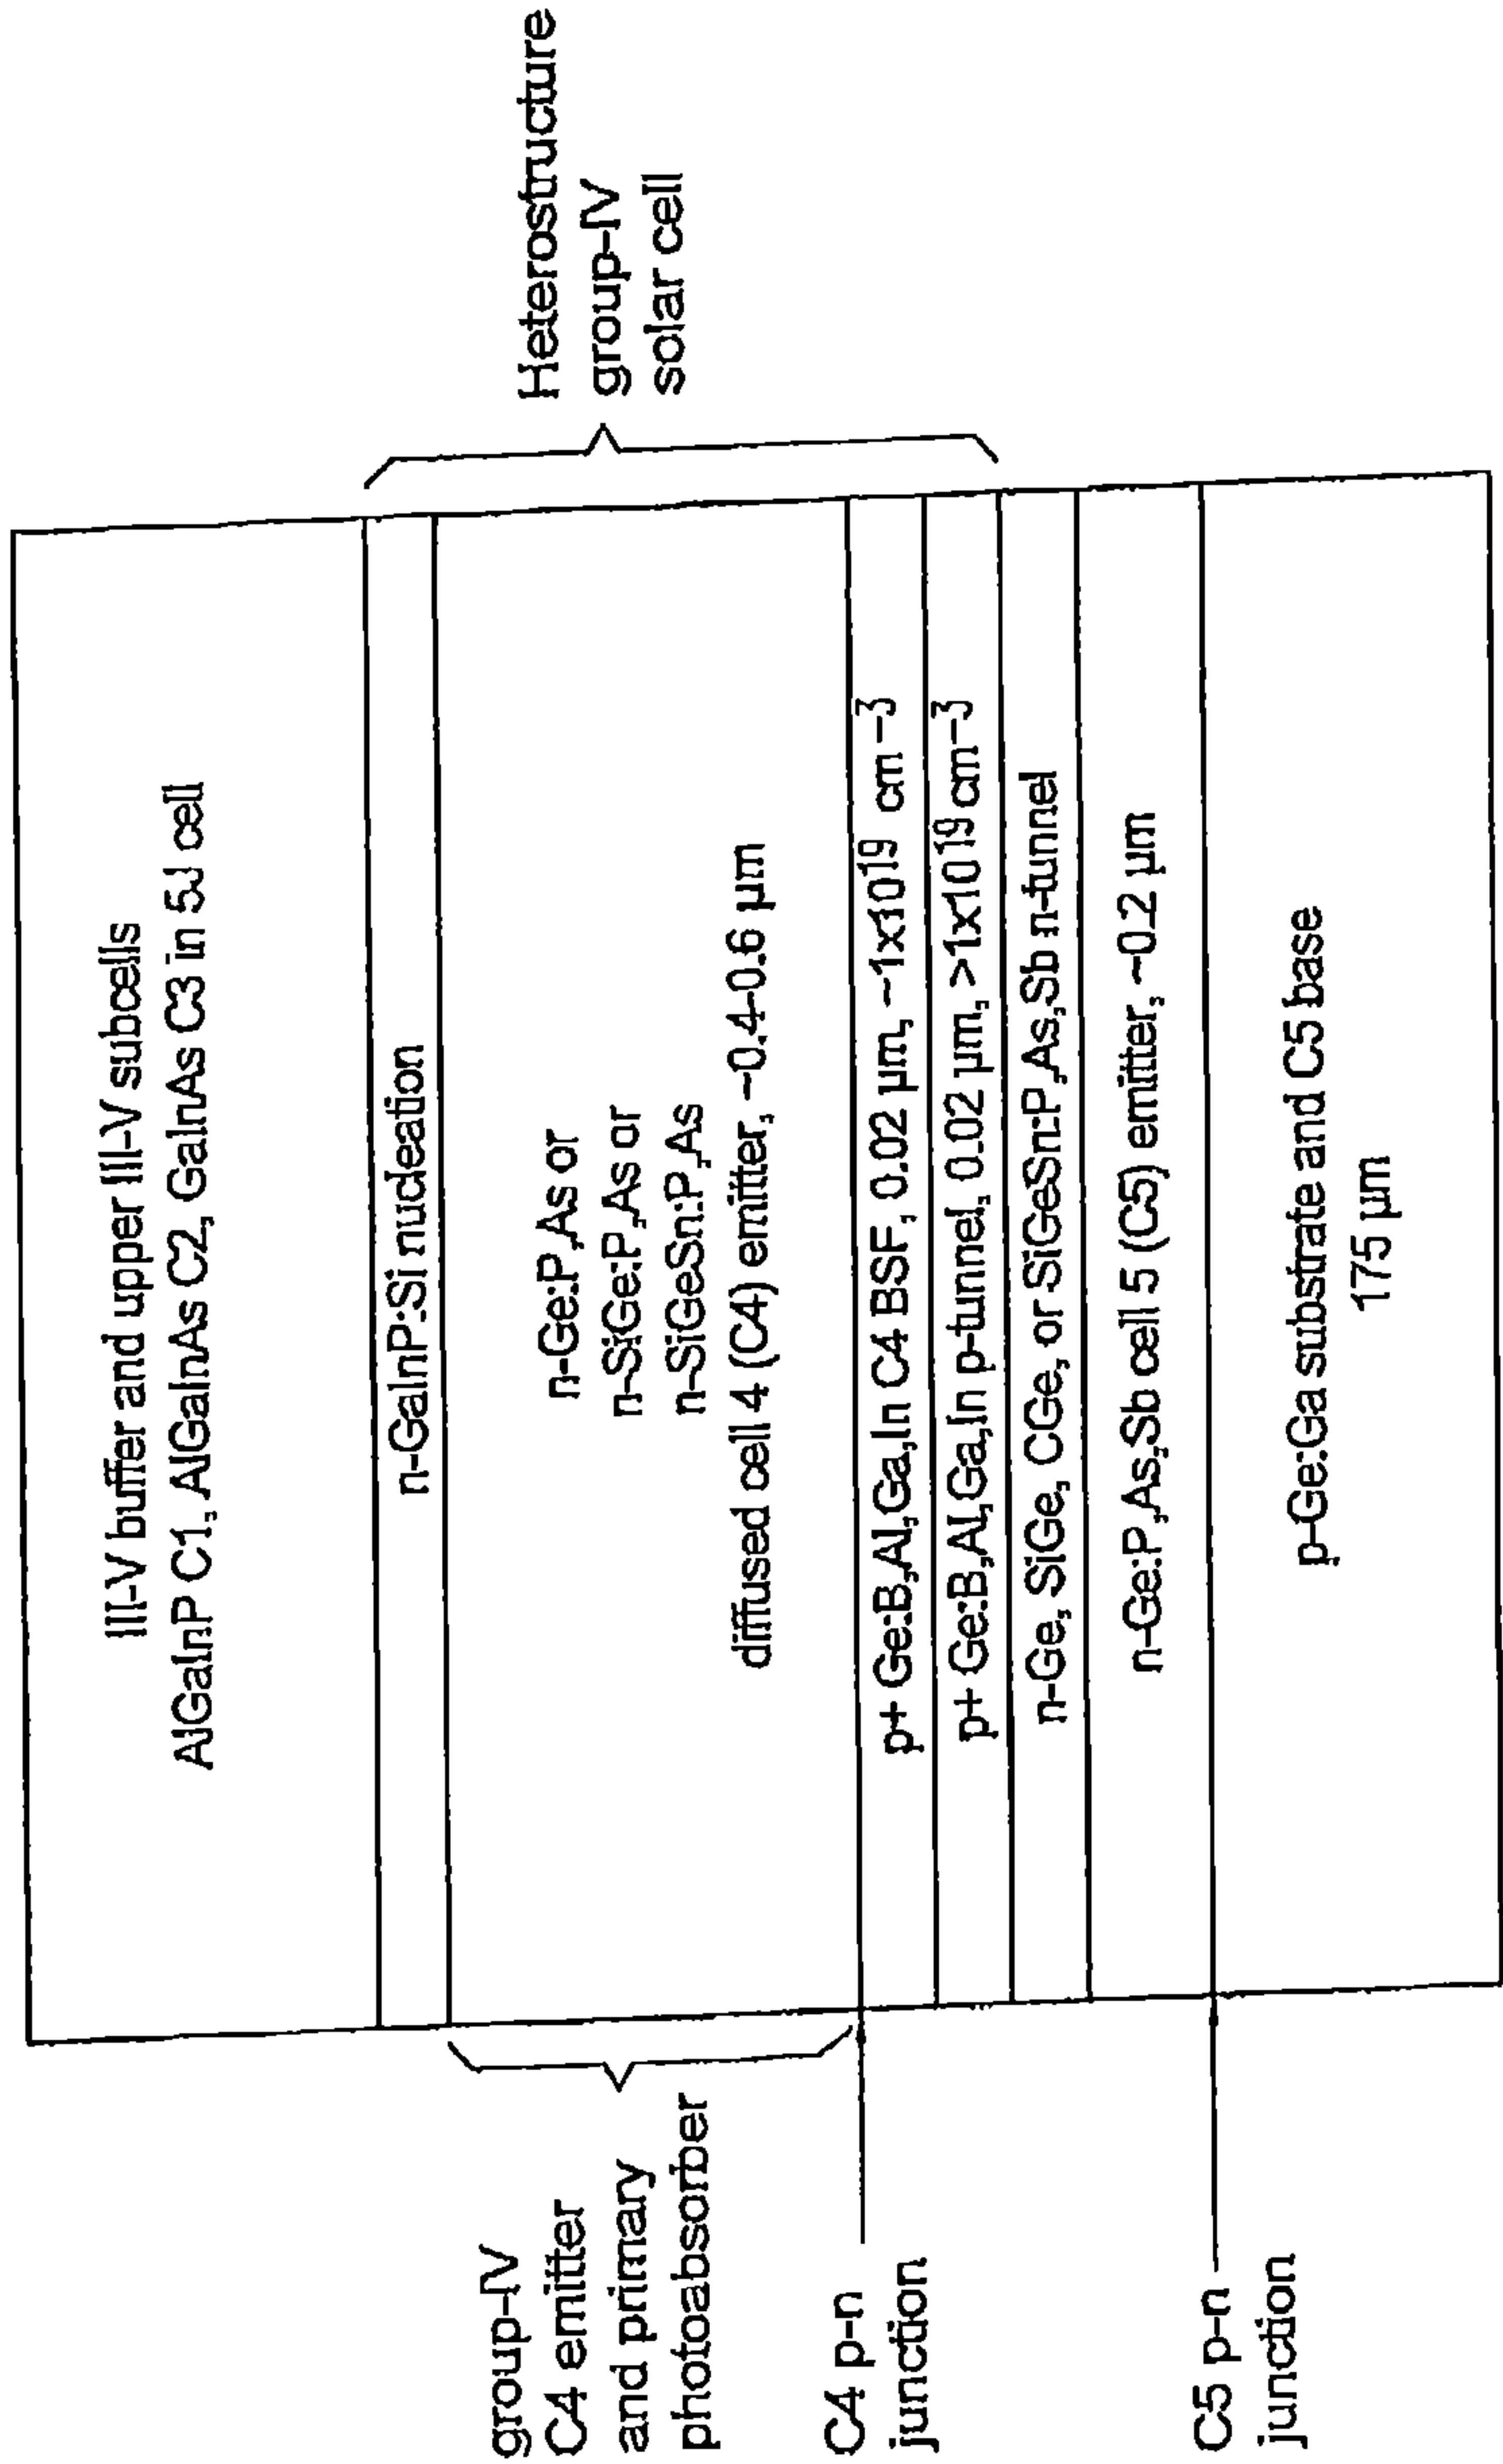 III-V buffer and upper III-V subcells
AlGaInP C1, AlGaInAs C2, GaInAs C3 in 5J cell
n-GaInP:Si nucleation
n-Ge:P,As or
n-SiGe:P,As or
n-SiGeSn:P,As
diffused cell 4 (C4) emitter, ~0.4-0.6 µm
p+ Ge:B,Al,Ga,In C4 BSF, 0.02 µm, ~1x10¹⁹ cm⁻³
p+ Ge:B,Al,Ga,In p-tunnel, 0.02 µm, >1x10¹⁹ cm⁻³
n-Ge, SiGe, CGe, or SiGeSn:P,As,Sb n-tunnel
n-Ge:P,As,Sb cell 5 (C5) emitter, ~0.2 µm
p-Ge:Ga substrate and C5 base
175 µm
group-IV
C4 emitter
and primary
photoabsorber
C4 p-n
junction
C5 p-n
junction
Heterostructure
group-IV
solar cell